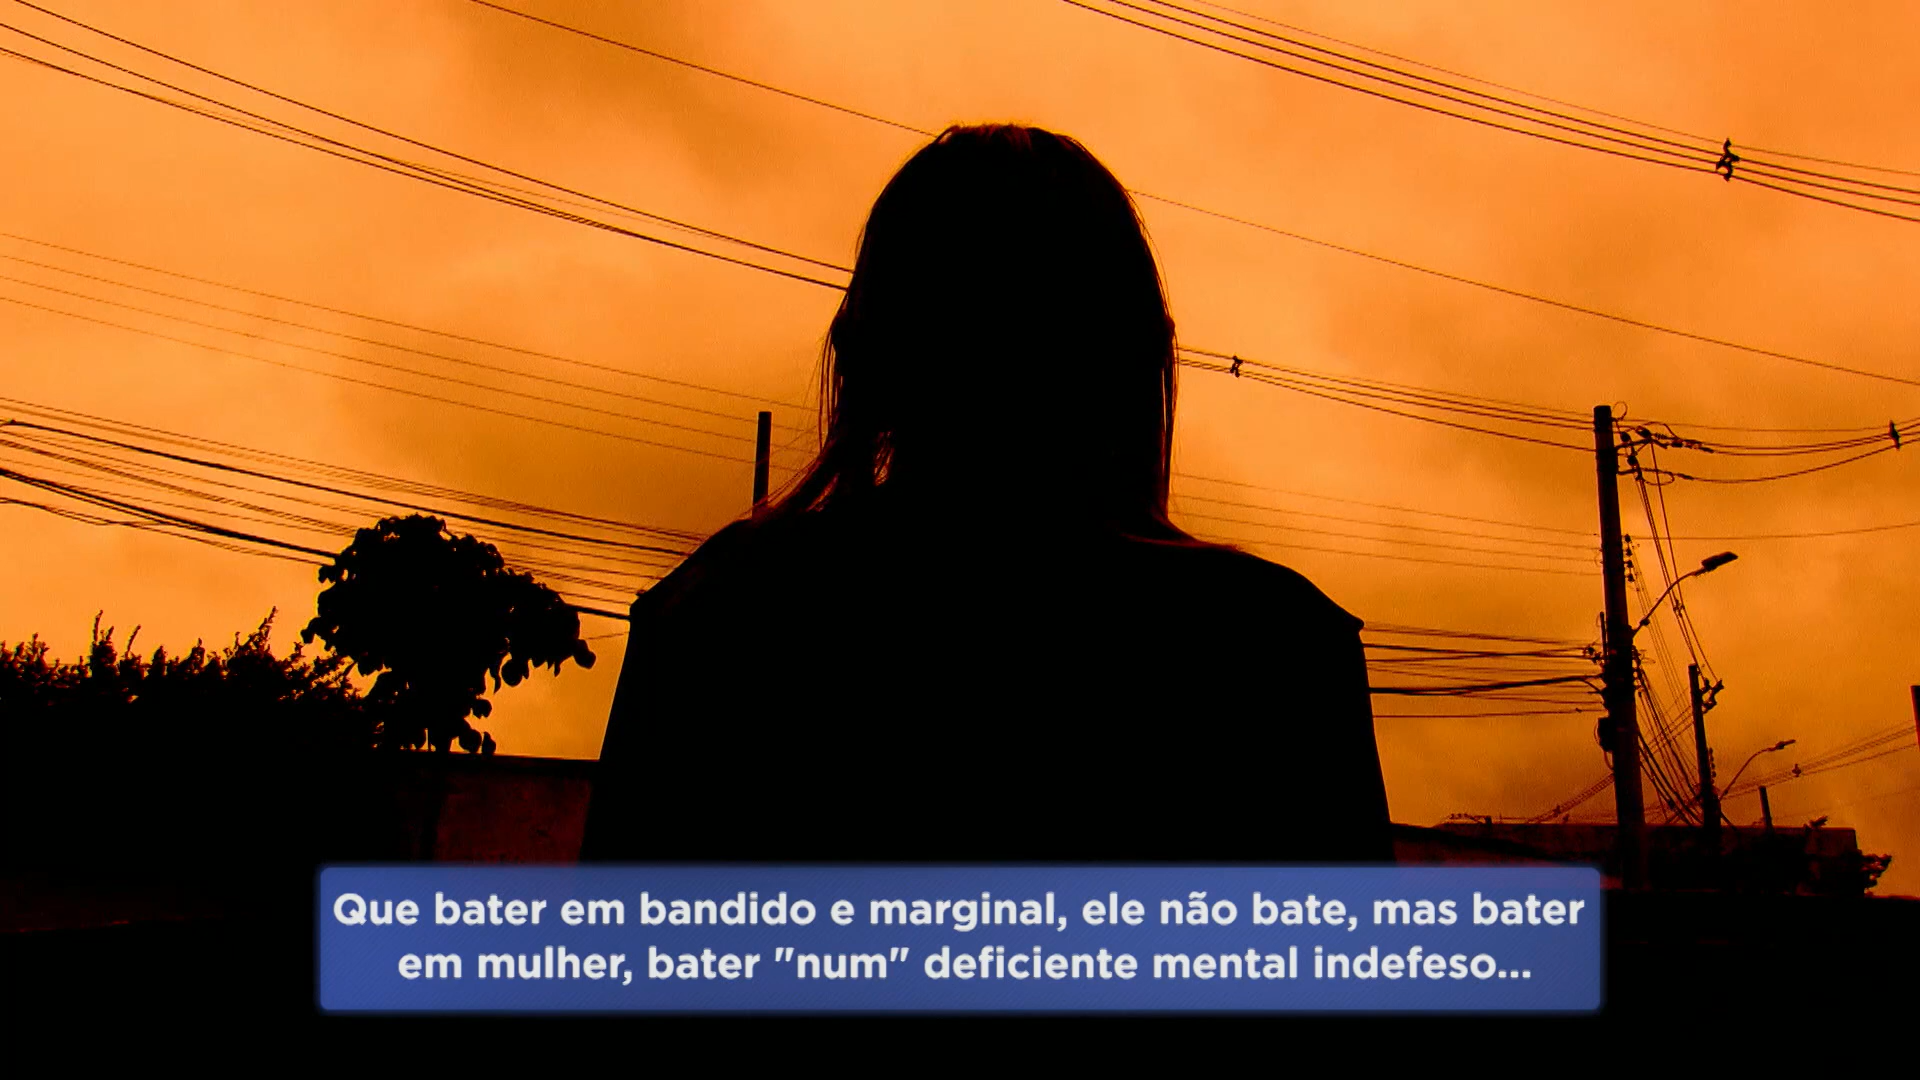 Que bater em bandido e marginal, ele não bate, mas bater
em mulher, bater "num" deficiente mental indefeso...